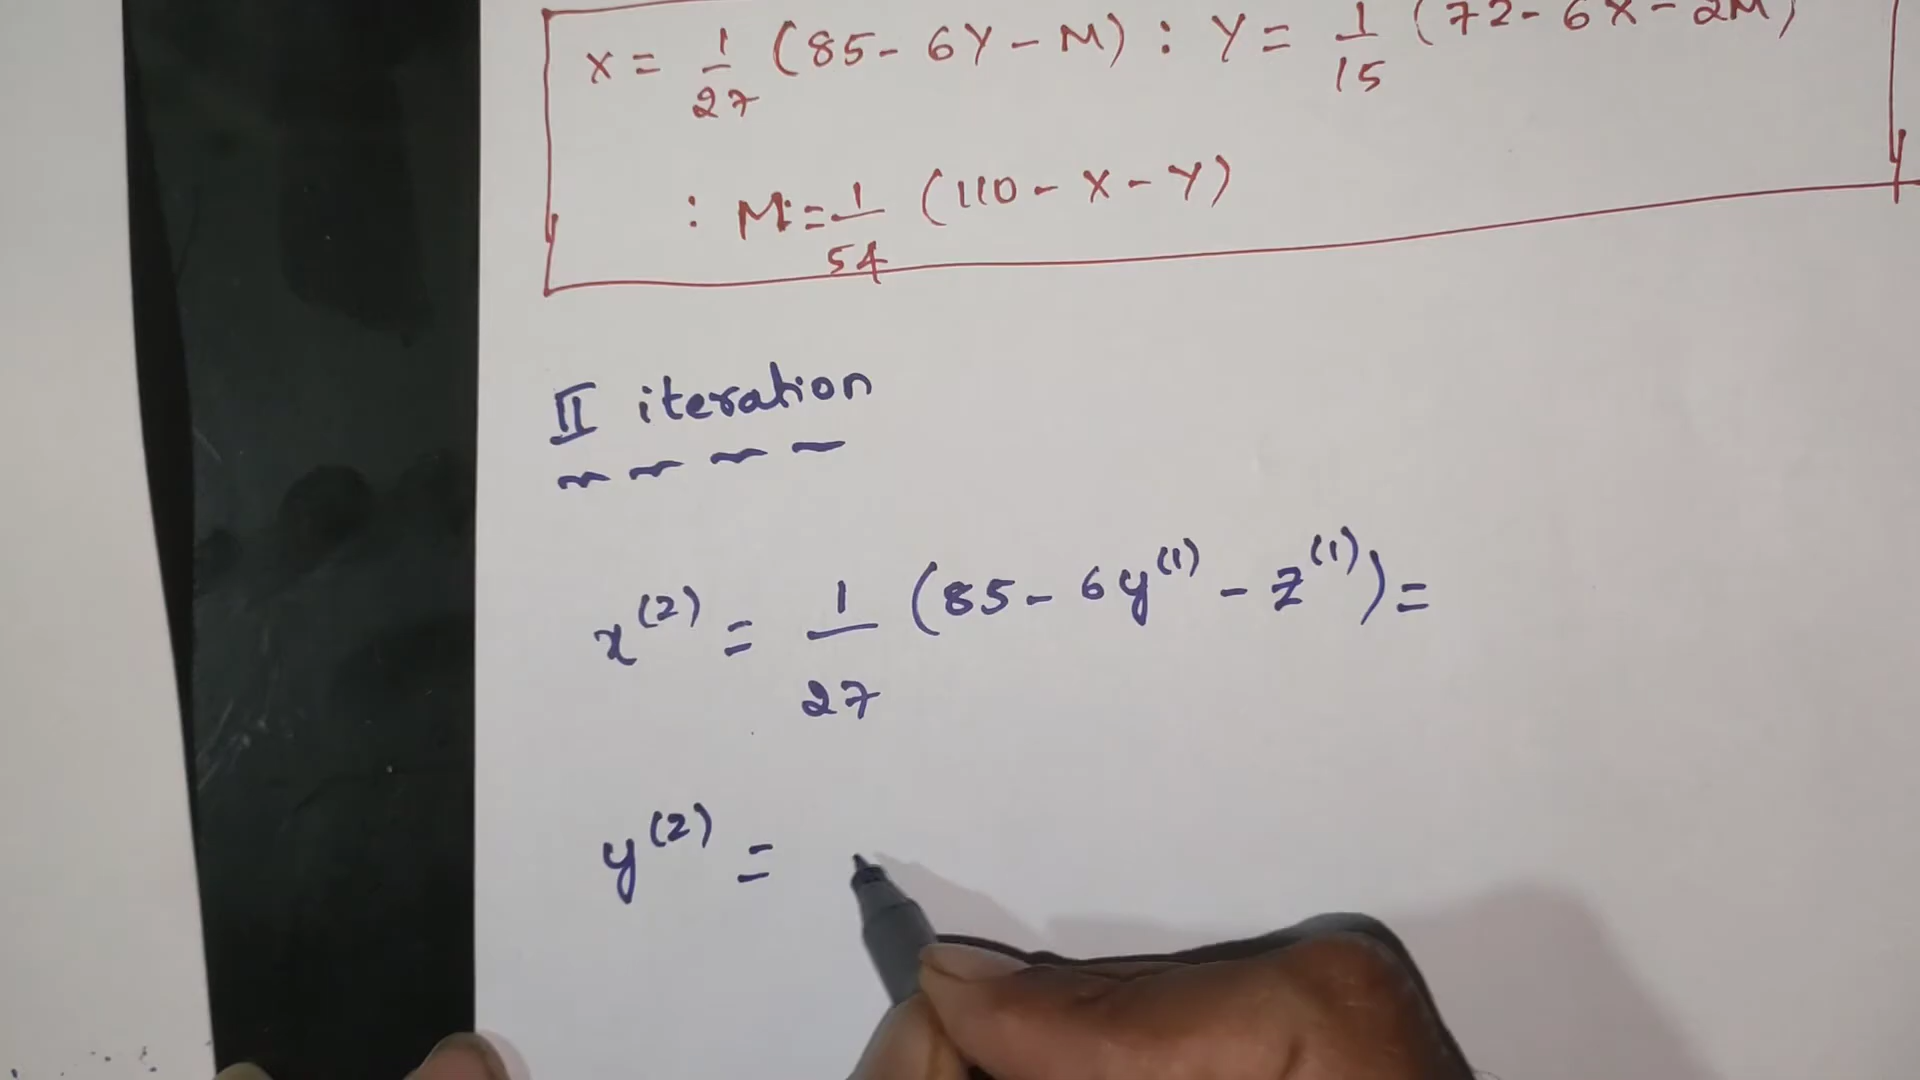 X = 1/27 (85 - 6Y - M) : Y = 1/15 (72 - 6X - 2M)
: M = 1/54 (110 - X - Y)
II iteration
x^(2) = 1/27 (85 - 6y^(1) - z^(1)) =
y^(2) =